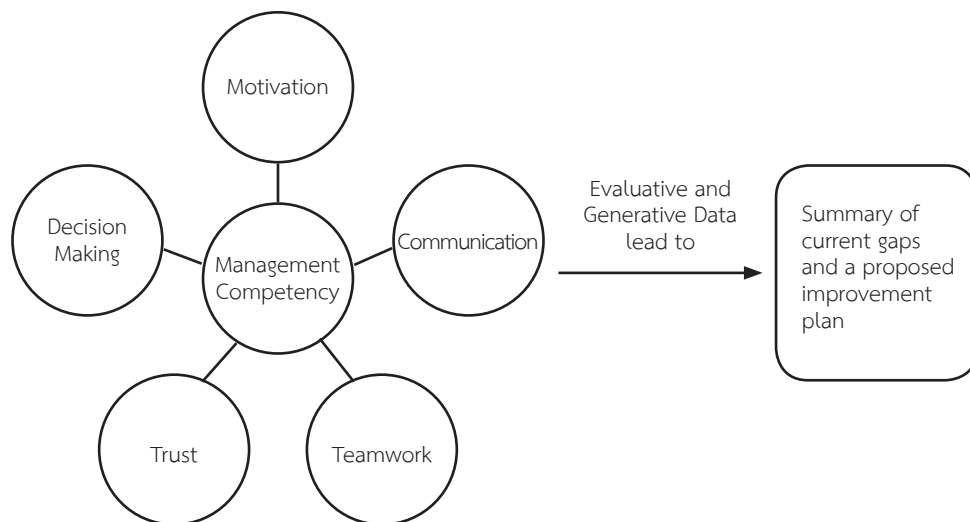 Motivation
Decision
Making
Management
Competency
Communication
Trust
Teamwork
Evaluative and
Generative Data
lead to
Summary of
current gaps
and a proposed
improvement
plan